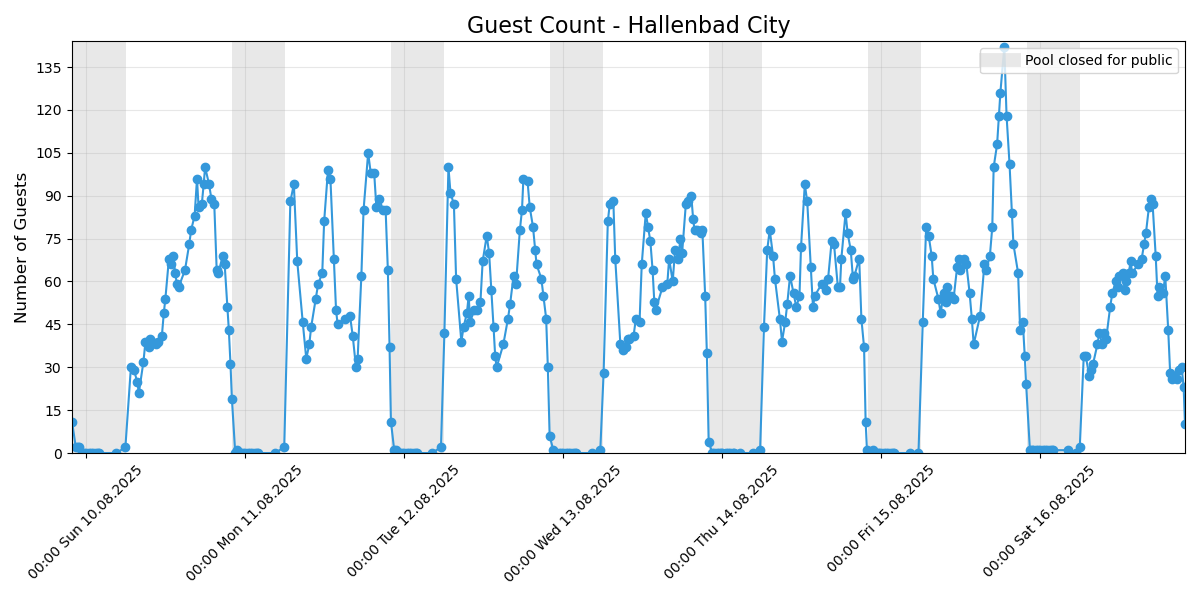 Guest Count - Hallenbad City
Pool closed for public
Number of Guests
135
120
105
90
75
60
45
30
15
0
00:00 Sun 10.08.2025
00:00 Mon 11.08.2025
00:00 Tue 12.08.2025
00:00 Wed 13.08.2025
00:00 Thu 14.08.2025
00:00 Fri 15.08.2025
00:00 Sat 16.08.2025